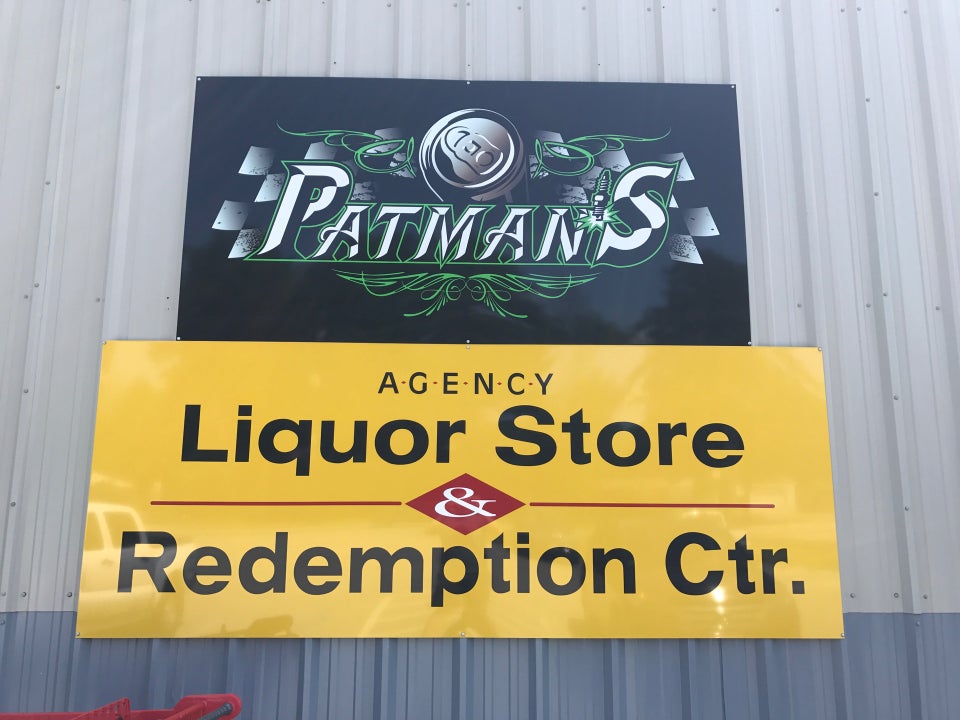 PATMAN'S
A·G·E·N·C·Y
Liquor Store
&
Redemption Ctr.